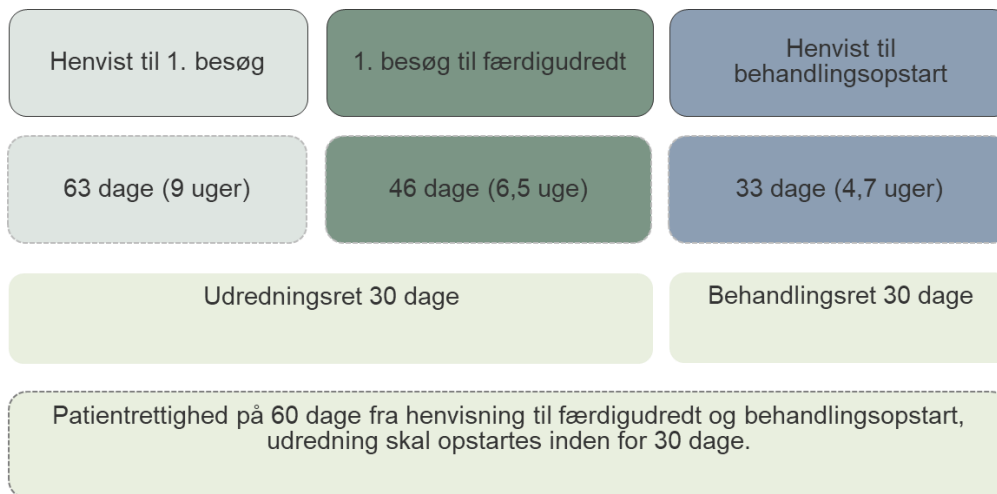 Henvist til 1. besøg
1. besøg til færdigudredt
Henvist til
behandlingsopstart
63 dage (9 uger)
46 dage (6,5 uge)
33 dage (4,7 uger)
Udredningsret 30 dage
Behandlingsret 30 dage
Patientrettighed på 60 dage fra henvisning til færdigudredt og behandlingsopstart,
udredning skal opstartes inden for 30 dage.